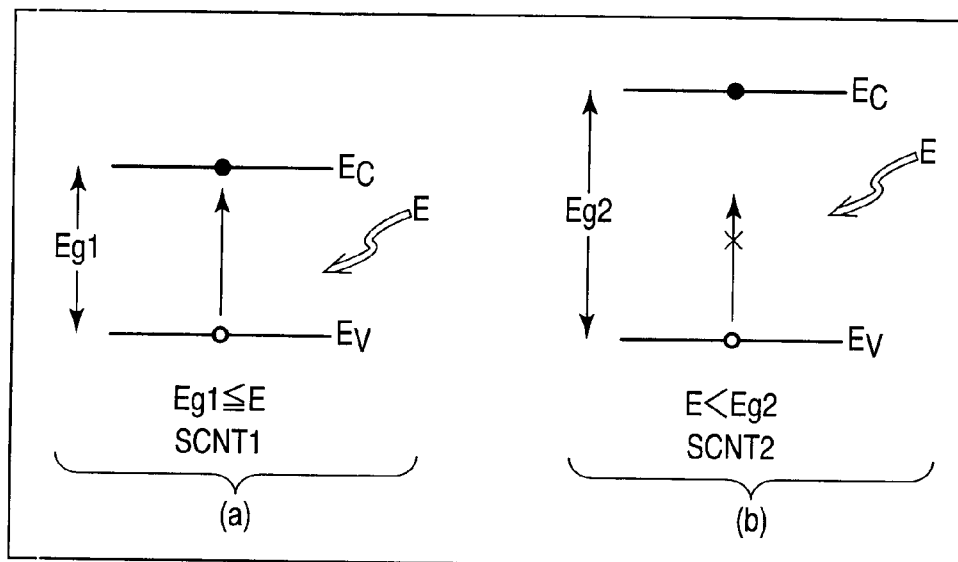 EC
E
Eg1
EV
Eg1≦E
SCNT1
(a)
EC
E
Eg2
EV
E<Eg2
SCNT2
(b)